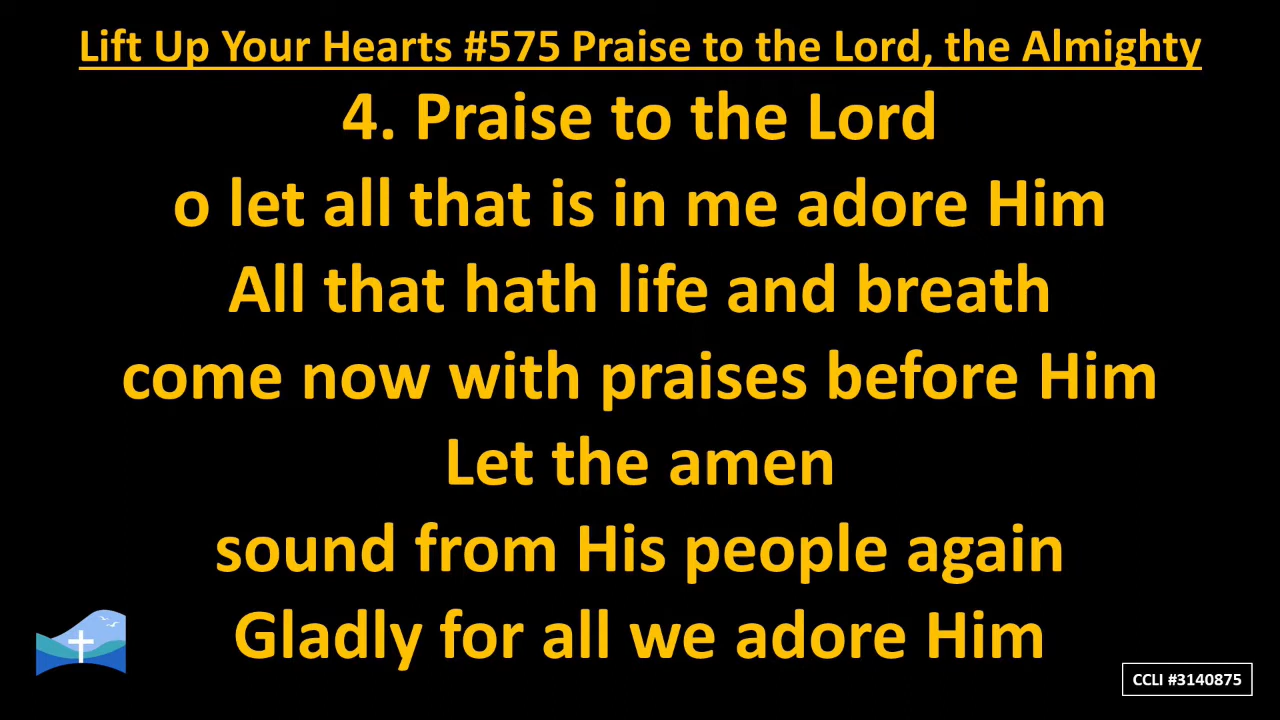 Lift Up Your Hearts #575 Praise to the Lord, the Almighty
4. Praise to the Lord
o let all that is in me adore Him
All that hath life and breath
come now with praises before Him
Let the amen
sound from His people again
Gladly for all we adore Him
CCLI #3140875